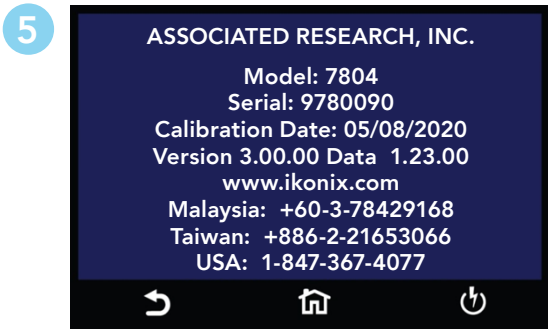 5
ASSOCIATED RESEARCH, INC.
Model: 7804
Serial: 9780090
Calibration Date: 05/08/2020
Version 3.00.00 Data 1.23.00
www.ikonix.com
Malaysia: +60-3-78429168
Taiwan: +886-2-21653066
USA: 1-847-367-4077